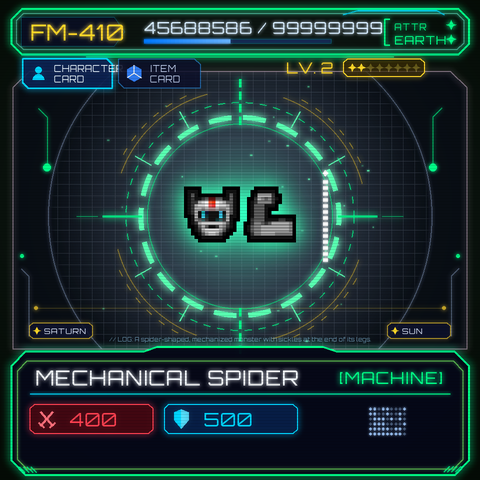 FM-410
45688586 / 99999999
ATTR
EARTH
CHARACTER
CARD
ITEM
CARD
LV.2
SATURN
SUN
// LOG: A spider-shaped, mechanized monster with sickles at the end of its legs.
MECHANICAL SPIDER
[MACHINE]
400
500